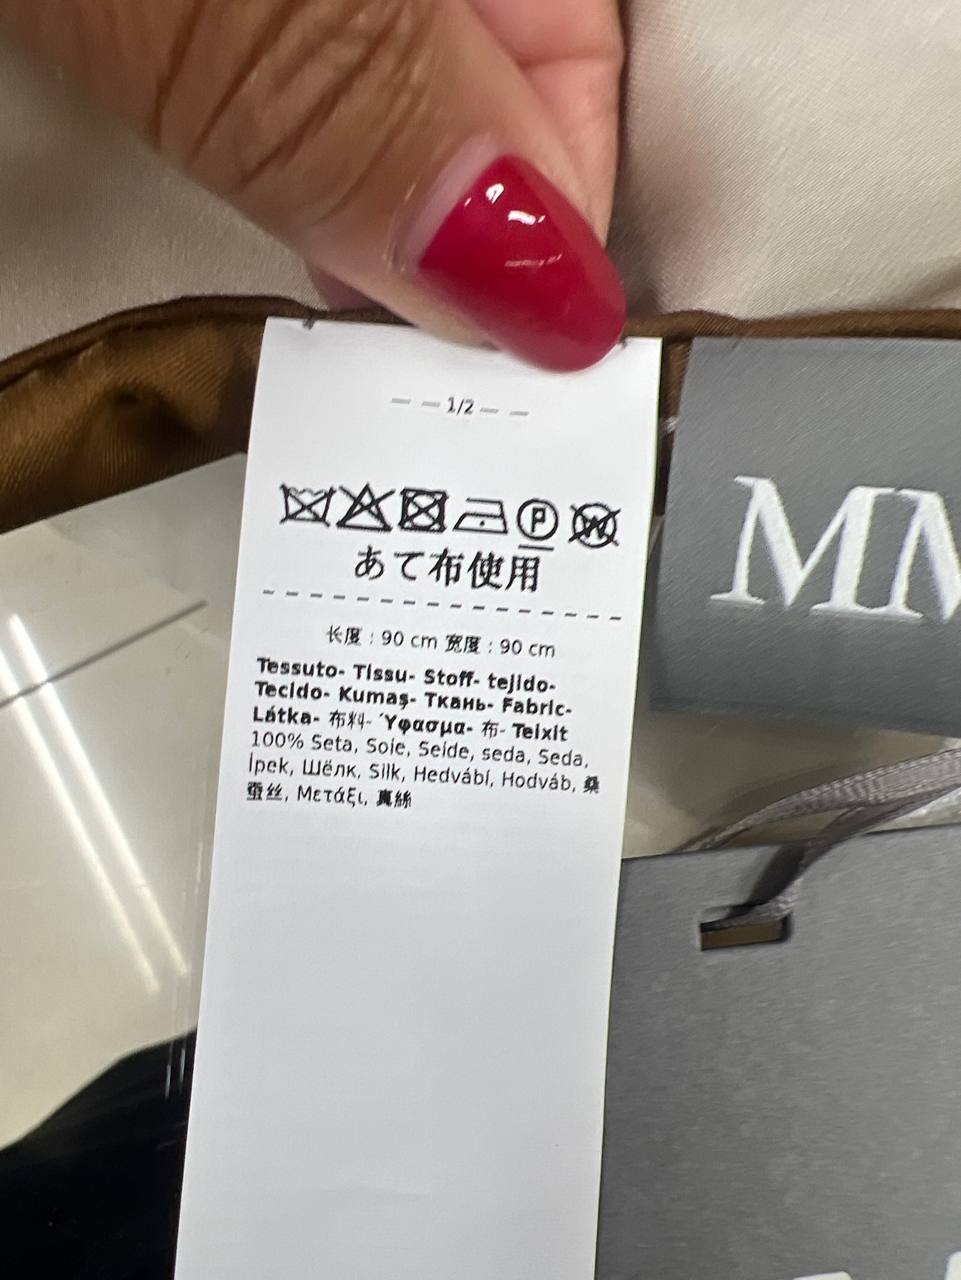 1/2
P W
あて布使用
长度 : 90 cm 宽度 : 90 cm
Tessuto- Tissu- Stoff- tejido-
Tecido- Kumaş- Ткань- Fabric-
Látka- 布料- Ύφασμα- 布- Teixit
100% Seta, Soie, Seide, seda, Seda,
İpek, Шёлк, Silk, Hedvábí, Hodváb, 桑
蚕丝, Μετάξι, 真絲
MM